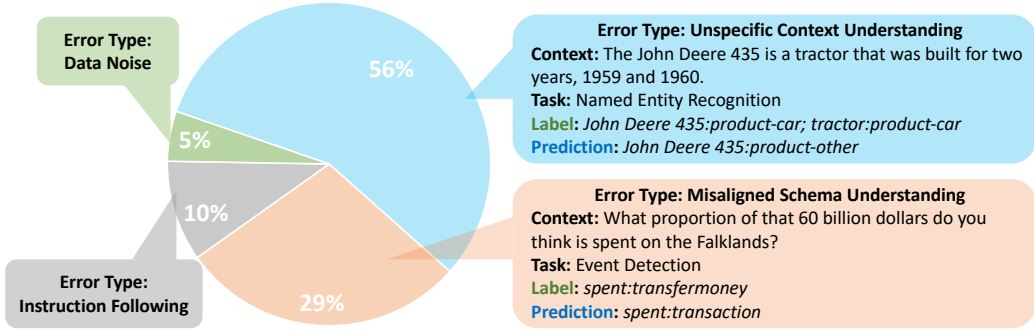 Error Type:
Data Noise
5%
56%
10%
29%
Error Type:
Instruction Following
Error Type: Unspecific Context Understanding
Context: The John Deere 435 is a tractor that was built for two
years, 1959 and 1960.
Task: Named Entity Recognition
Label: John Deere 435:product-car; tractor:product-car
Prediction: John Deere 435:product-other
Error Type: Misaligned Schema Understanding
Context: What proportion of that 60 billion dollars do you
think is spent on the Falklands?
Task: Event Detection
Label: spent:transfermoney
Prediction: spent:transaction